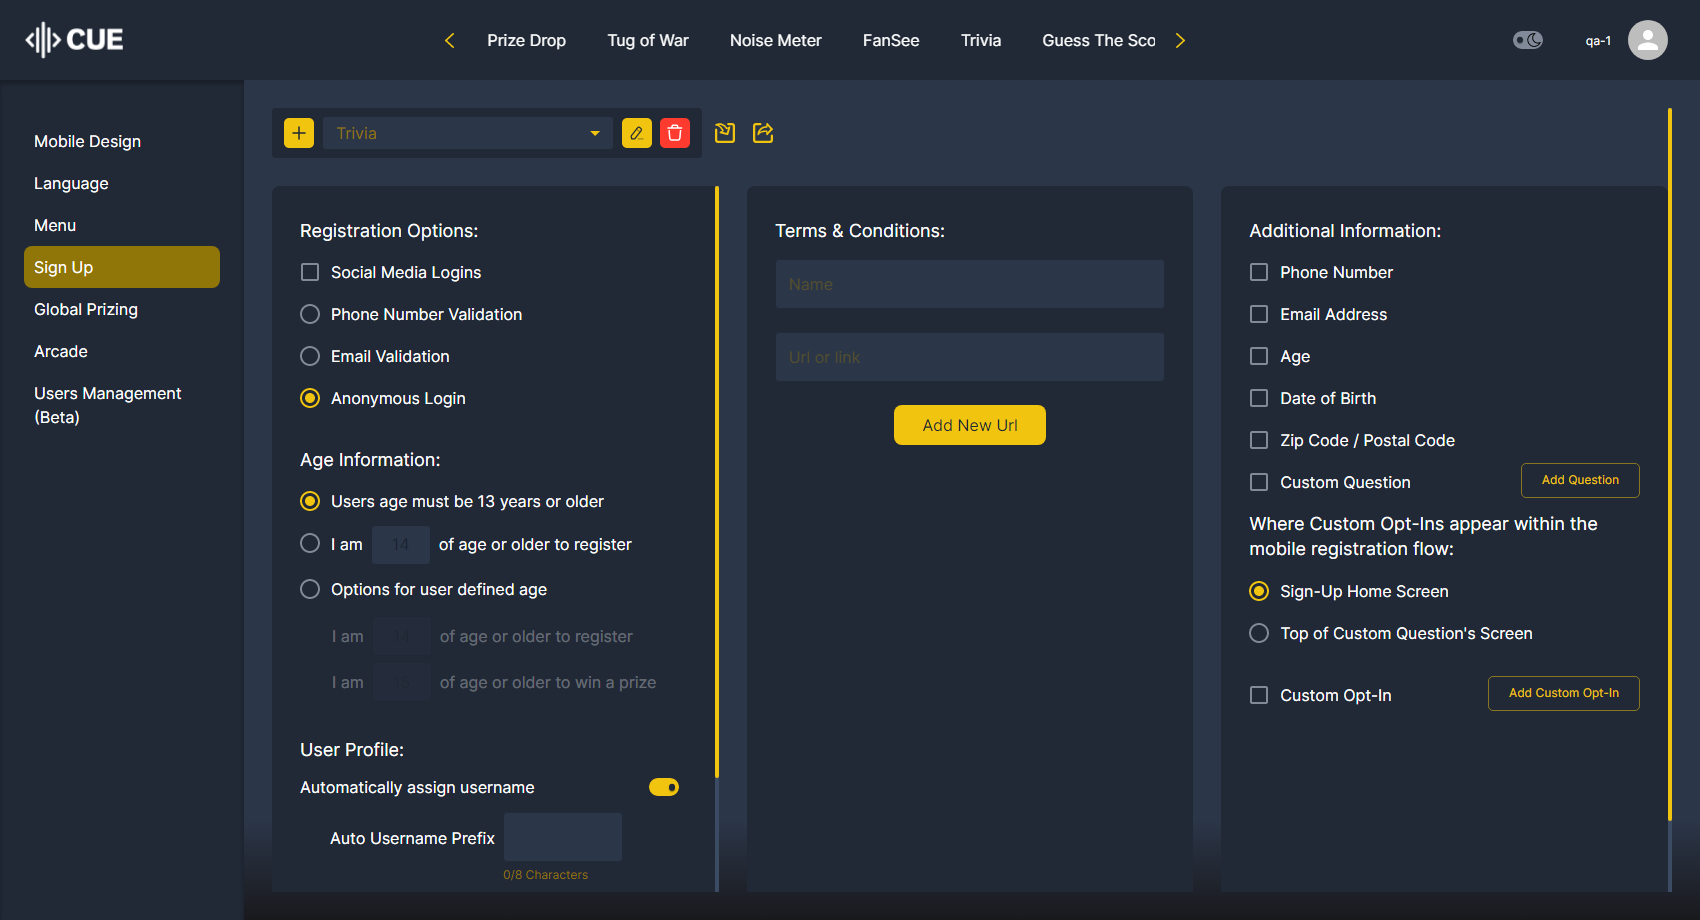 CUE
Prize Drop
Tug of War
Noise Meter
FanSee
Trivia
Guess The Sco
qa-1
Mobile Design
Language
Menu
Sign Up
Global Prizing
Arcade
Users Management
(Beta)
Trivia
Registration Options:
Social Media Logins
Phone Number Validation
Email Validation
Anonymous Login
Age Information:
Users age must be 13 years or older
I am 14 of age or older to register
Options for user defined age
I am of age or older to register
I am of age or older to win a prize
User Profile:
Automatically assign username
Auto Username Prefix
0/8 Characters
Terms & Conditions:
Name
Url or link
Add New Url
Additional Information:
Phone Number
Email Address
Age
Date of Birth
Zip Code / Postal Code
Custom Question
Add Question
Where Custom Opt-Ins appear within the
mobile registration flow:
Sign-Up Home Screen
Top of Custom Question's Screen
Custom Opt-In
Add Custom Opt-In